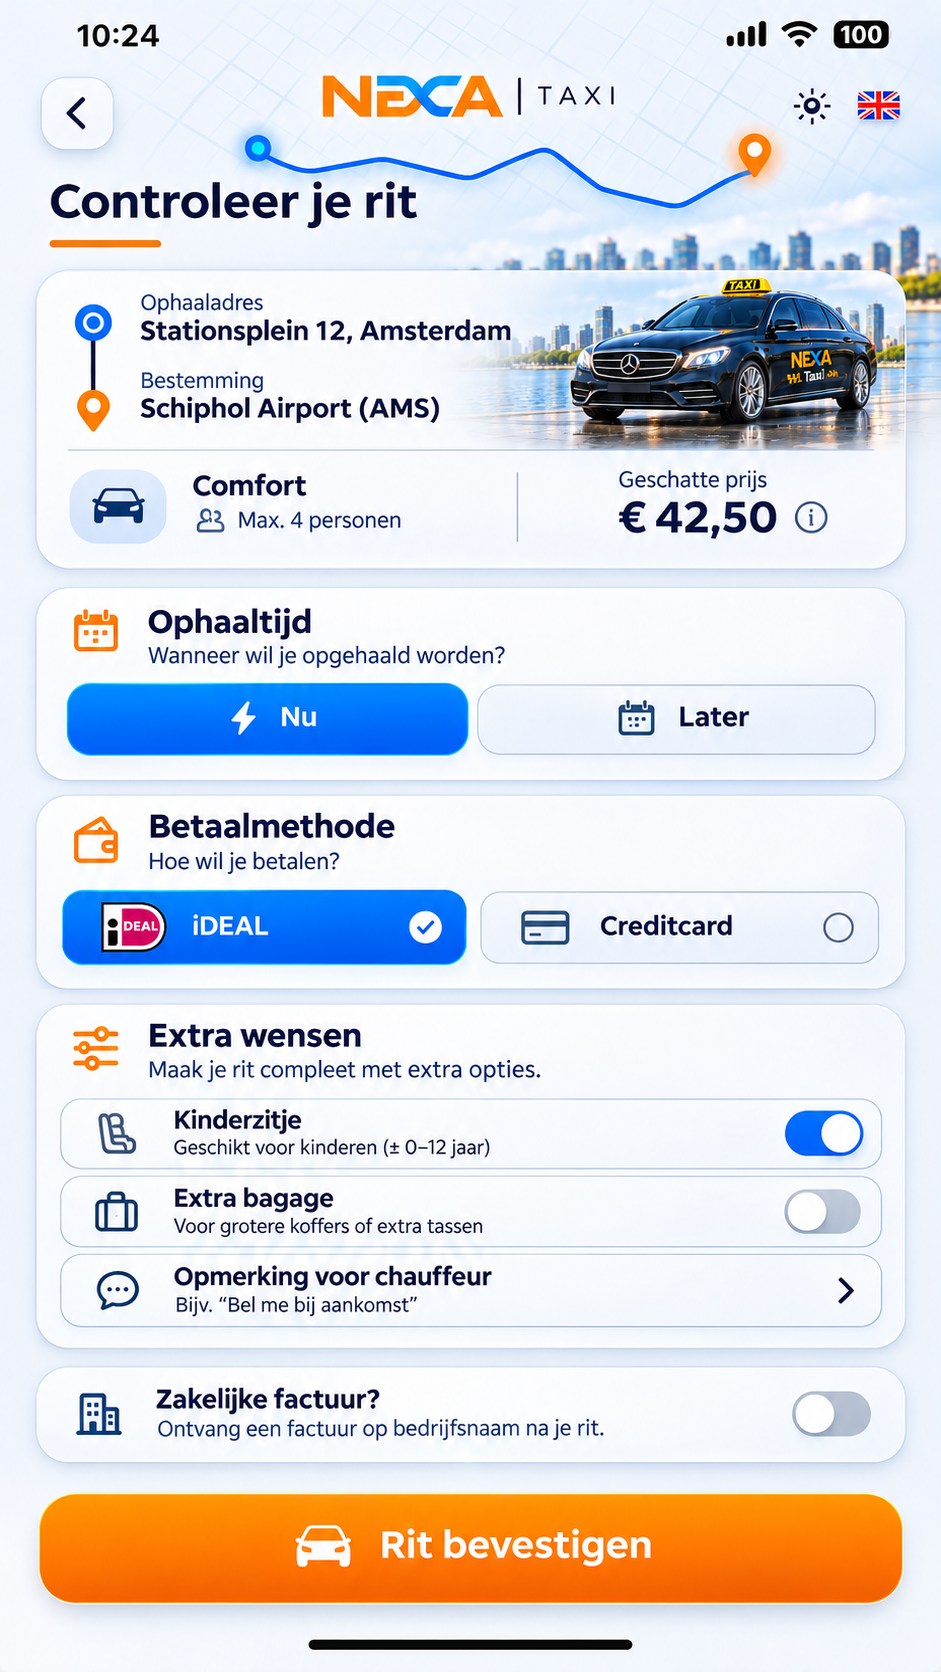 10:24
100
NEXA | TAXI
Controleer je rit
Ophaaladres
Stationsplein 12, Amsterdam
Bestemming
Schiphol Airport (AMS)
TAXI
NEXA
Taxi
Comfort
Max. 4 personen
Geschatte prijs
€ 42,50
Ophaaltijd
Wanneer wil je opgehaald worden?
Nu
Later
Betaalmethode
Hoe wil je betalen?
iDEAL
iDEAL
Creditcard
Extra wensen
Maak je rit compleet met extra opties.
Kinderzitje
Geschikt voor kinderen (± 0–12 jaar)
Extra bagage
Voor grotere koffers of extra tassen
Opmerking voor chauffeur
Bijv. “Bel me bij aankomst”
Zakelijke factuur?
Ontvang een factuur op bedrijfsnaam na je rit.
Rit bevestigen